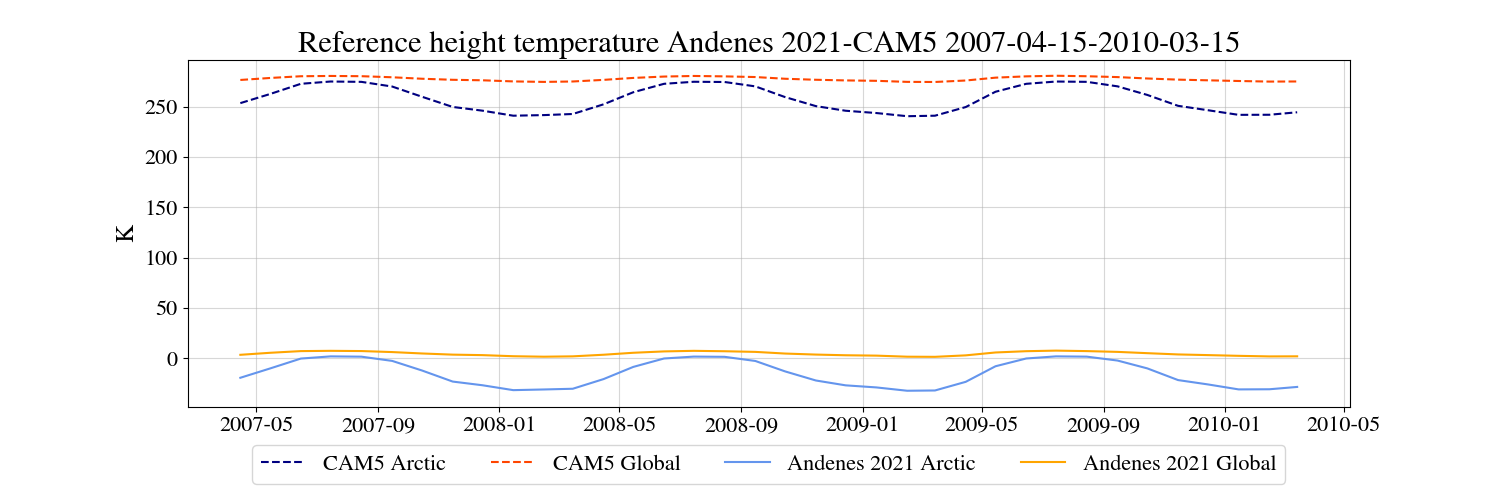 Reference height temperature Andenes 2021-CAM5 2007-04-15-2010-03-15
250
200
150
100
50
0
K
2007-05 2007-09 2008-01 2008-05 2008-09 2009-01 2009-05 2009-09 2010-01 2010-05
CAM5 Arctic CAM5 Global Andenes 2021 Arctic Andenes 2021 Global